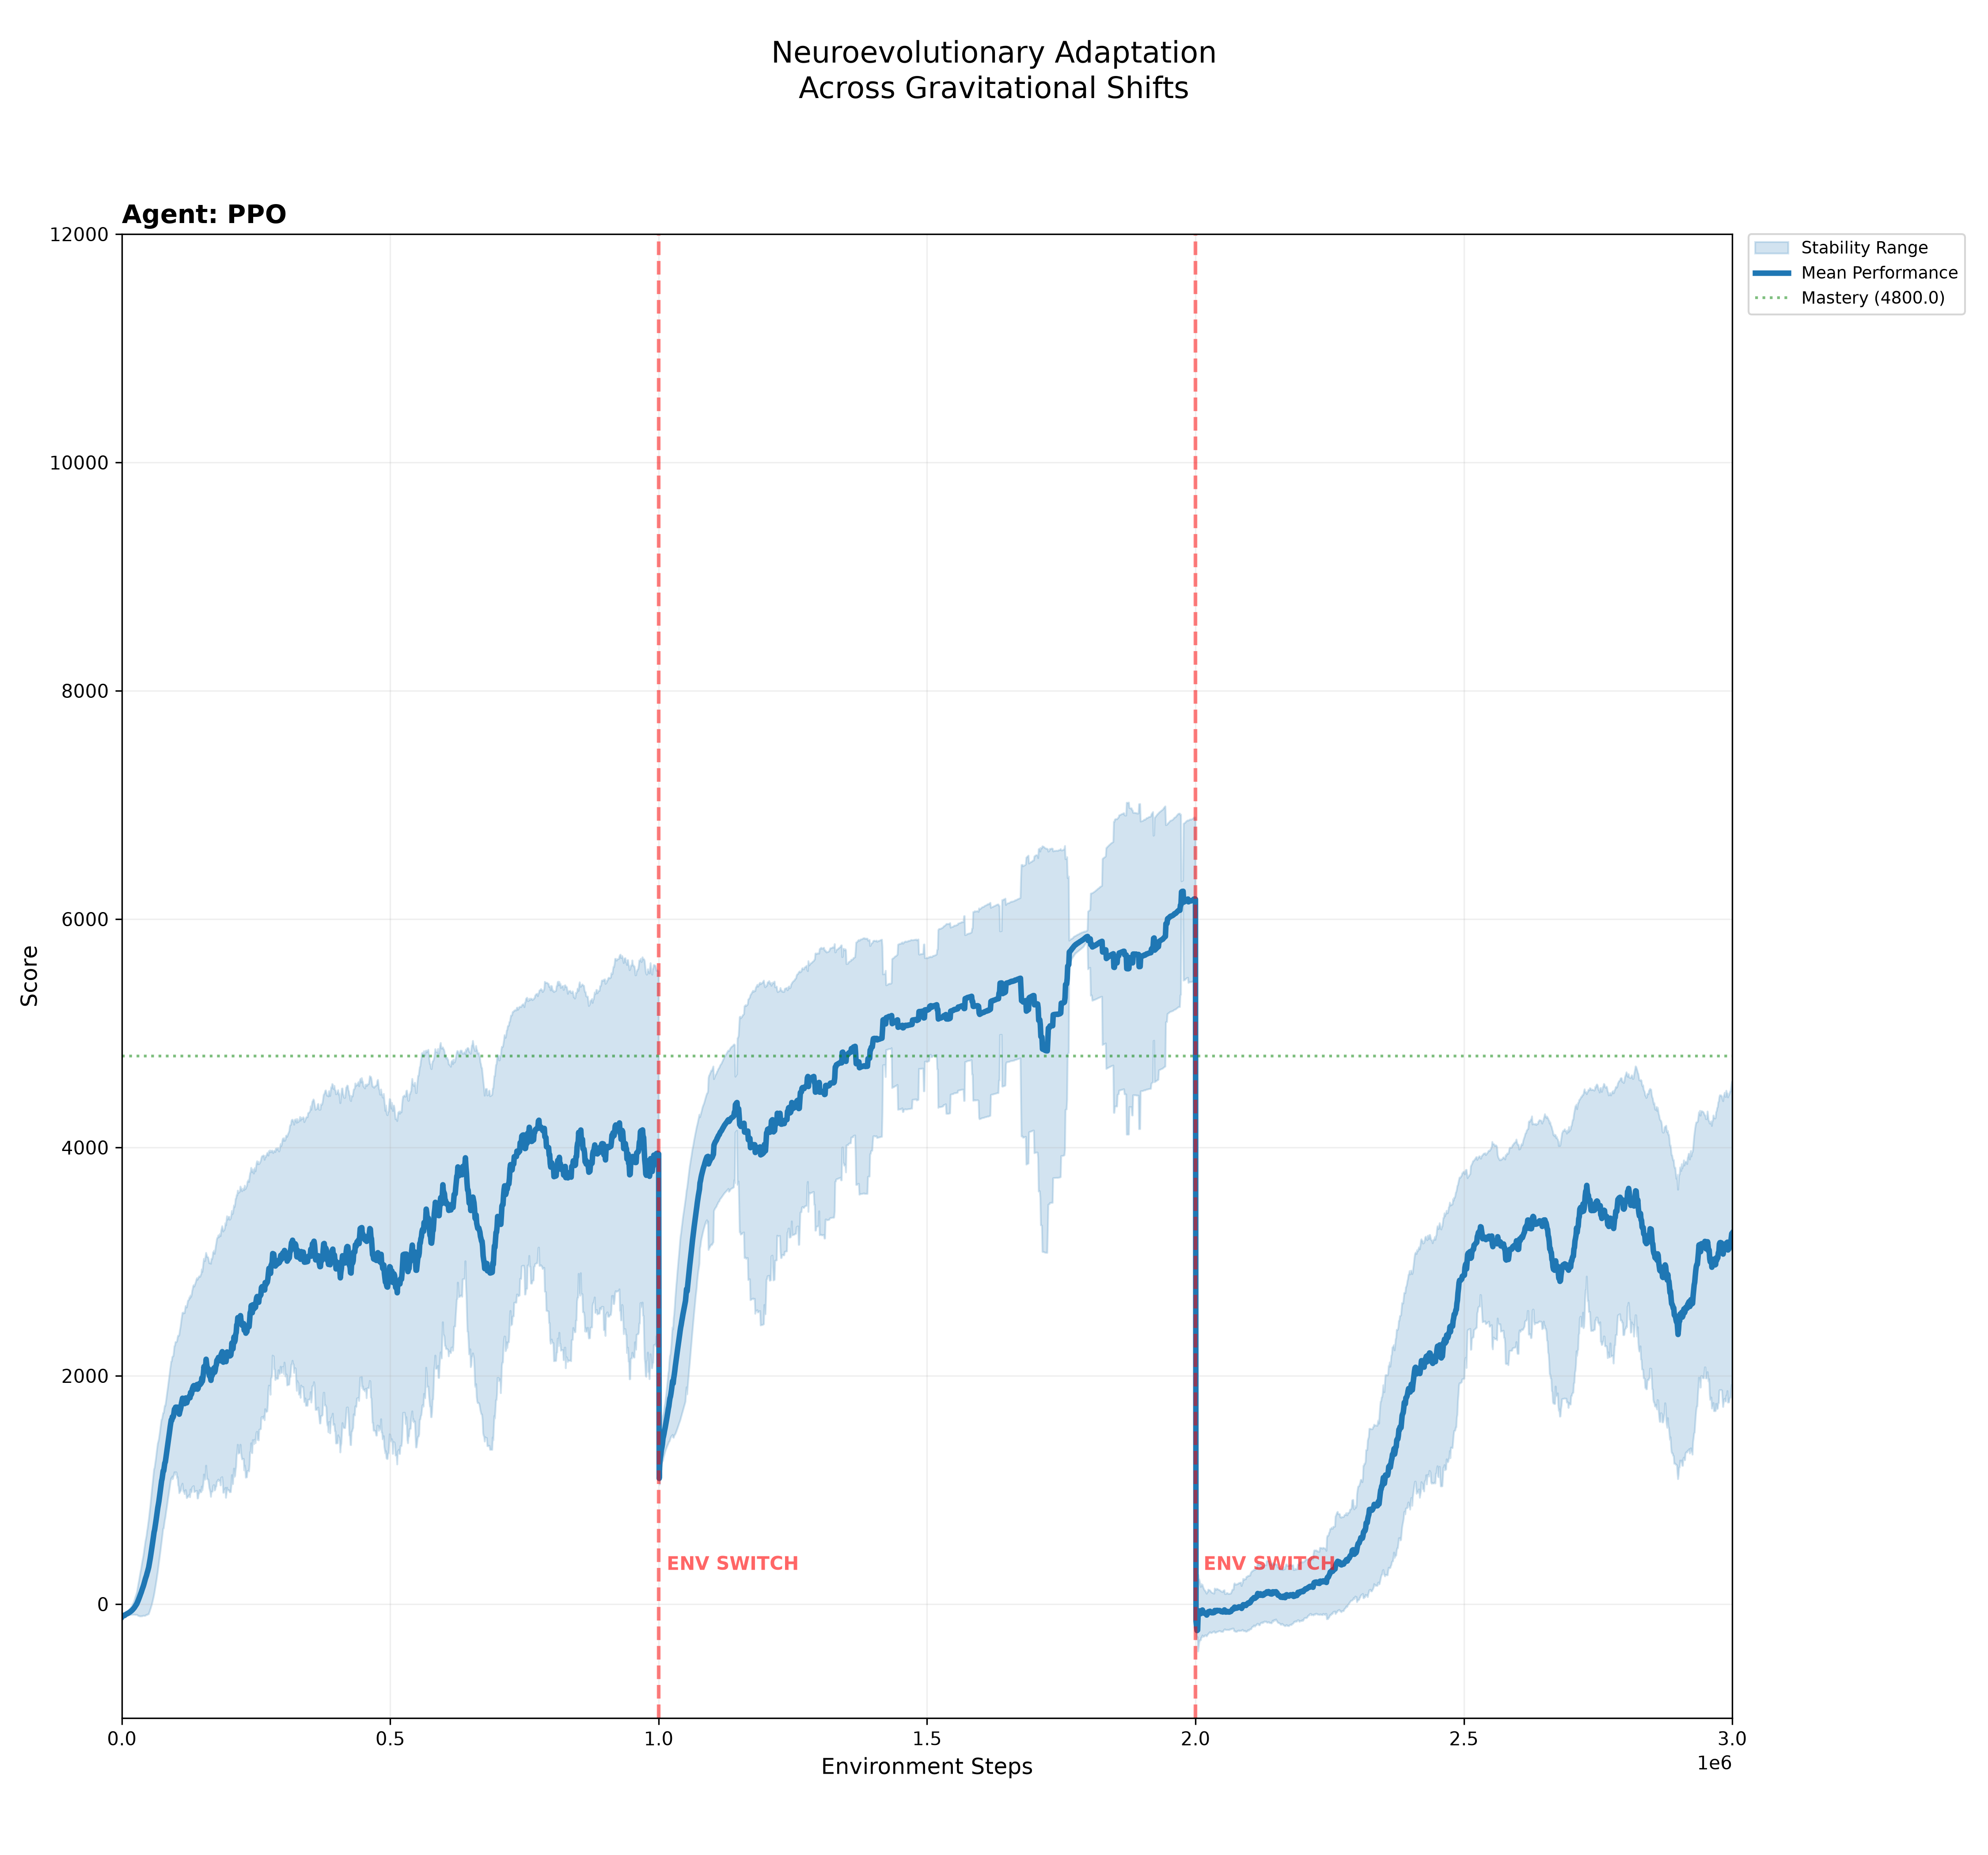 Neuroevolutionary Adaptation
Across Gravitational Shifts
Agent: PPO
12000
10000
8000
6000
4000
2000
0
Score
Stability Range
Mean Performance
Mastery (4800.0)
ENV SWITCH
ENV SWITCH
0.0
0.5
1.0
1.5
2.0
2.5
3.0
1e6
Environment Steps